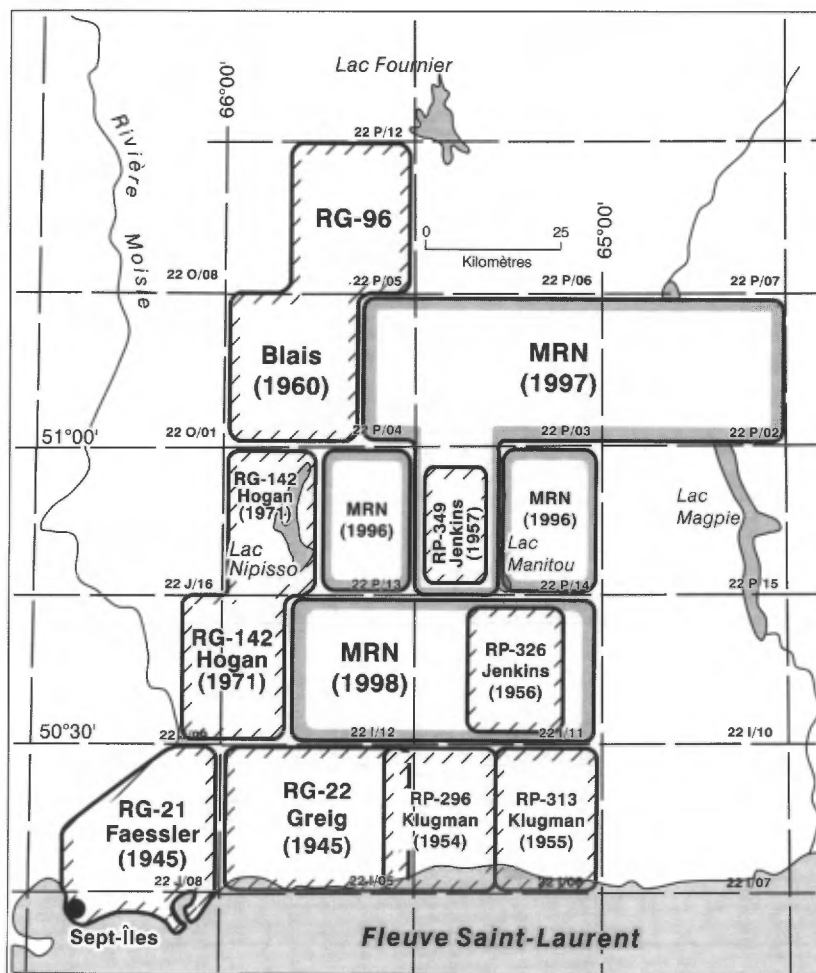 Lac Fournier
66°00'
Rivière Moisie
22 P/12
RG-96
0 25
Kilomètres
65°00'
22 O/08
22 P/05
22 P/06
22 P/07
Blais
(1960)
MRN
(1997)
51°00'
22 O/01
22 P/04
22 P/03
22 P/02
RG-142
Hogan
(1971)
MRN
(1996)
RP-349
Jenkins
(1957)
MRN
(1996)
Lac
Magpie
Lac
Nipisso
Lac
Manitou
22 J/16
22 P/13
22 P/14
22 P/15
RG-142
Hogan
(1971)
MRN
(1998)
RP-326
Jenkins
(1956)
50°30'
22 I/12
22 I/11
22 I/10
RG-21
Faessler
(1945)
RG-22
Greig
(1945)
RP-296
Klugman
(1954)
RP-313
Klugman
(1955)
22 J/08
22 I/05
22 I/06
22 I/07
Sept-Îles
Fleuve Saint-Laurent